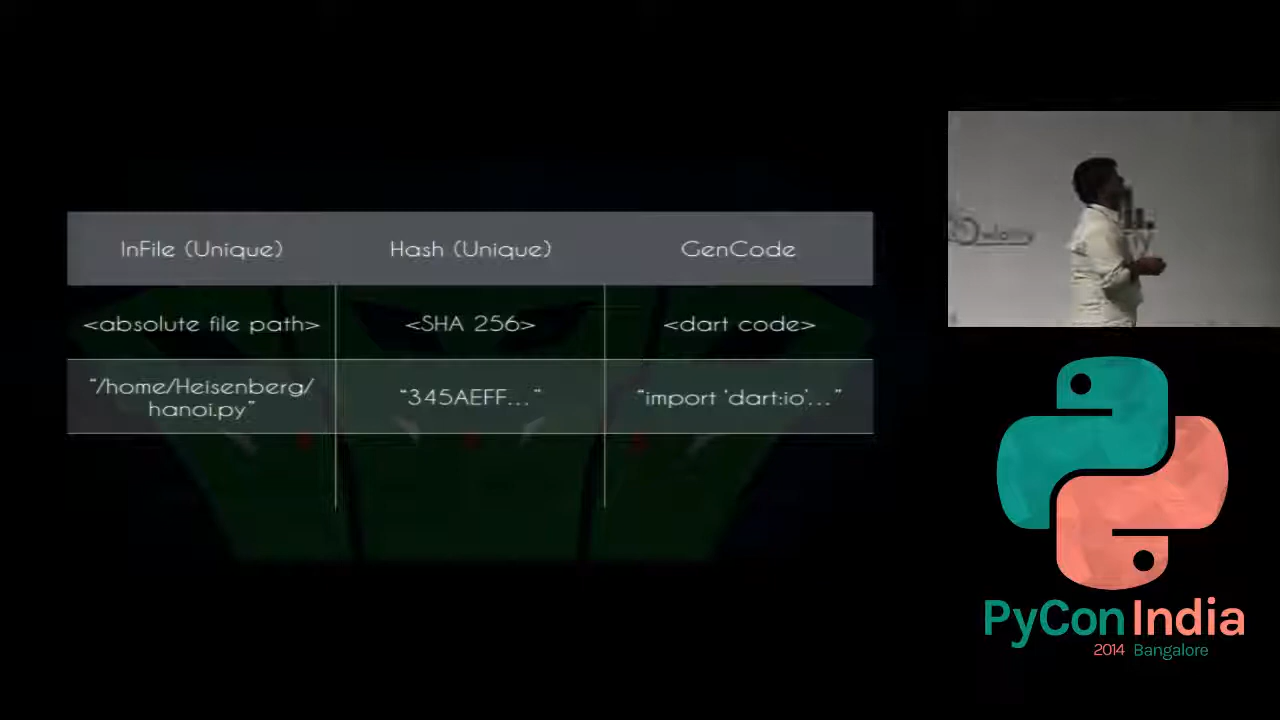 InFile (Unique) Hash (Unique) GenCode
<absolute file path> <SHA 256> <dart code>
“/home/Heisenberg/
hanoi.py” “345AEFF...“ “import ‘dart:io’...”
PyCon India
2014 Bangalore